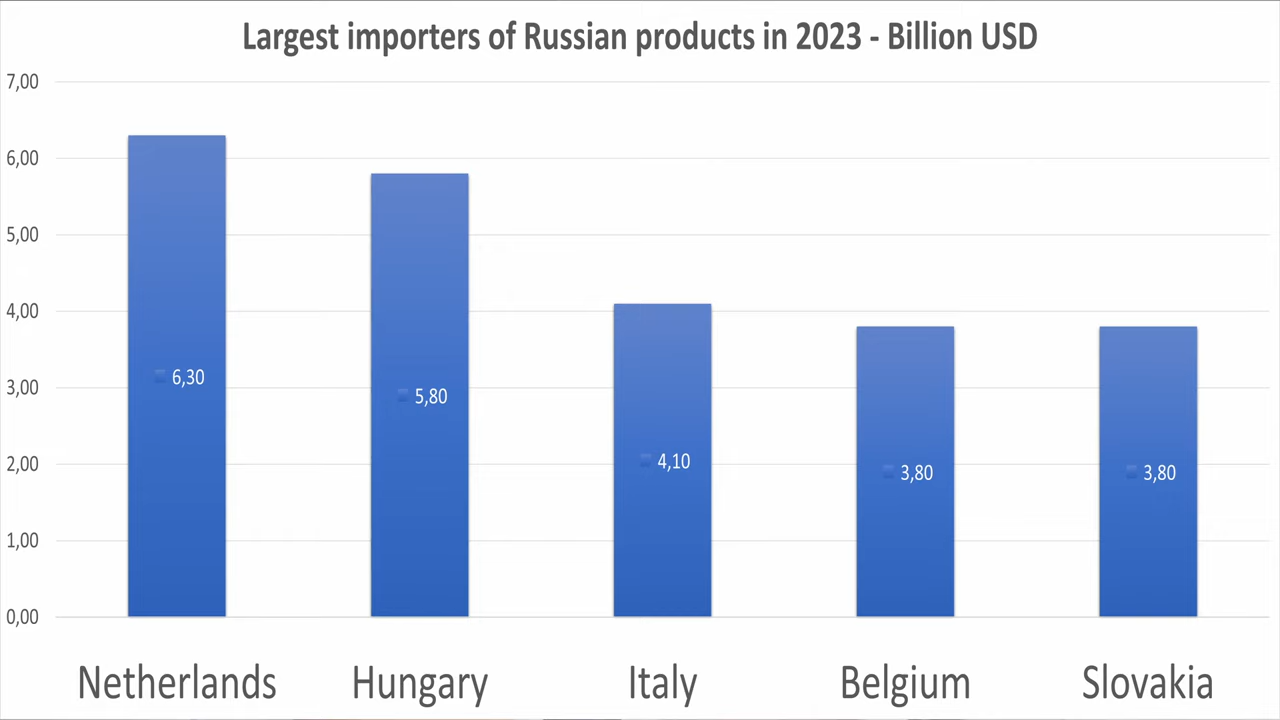 Largest importers of Russian products in 2023 - Billion USD
7,00
6,00
5,00
4,00
3,00
2,00
1,00
0,00
6,30
5,80
4,10
3,80
3,80
Netherlands
Hungary
Italy
Belgium
Slovakia